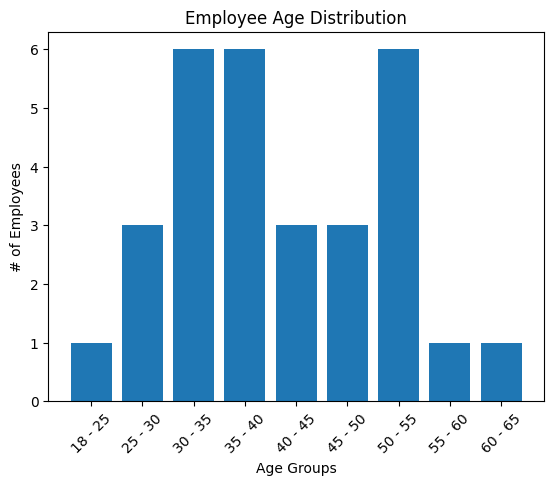 Employee Age Distribution
# of Employees
6
5
4
3
2
1
0
18 - 25
25 - 30
30 - 35
35 - 40
40 - 45
45 - 50
50 - 55
55 - 60
60 - 65
Age Groups